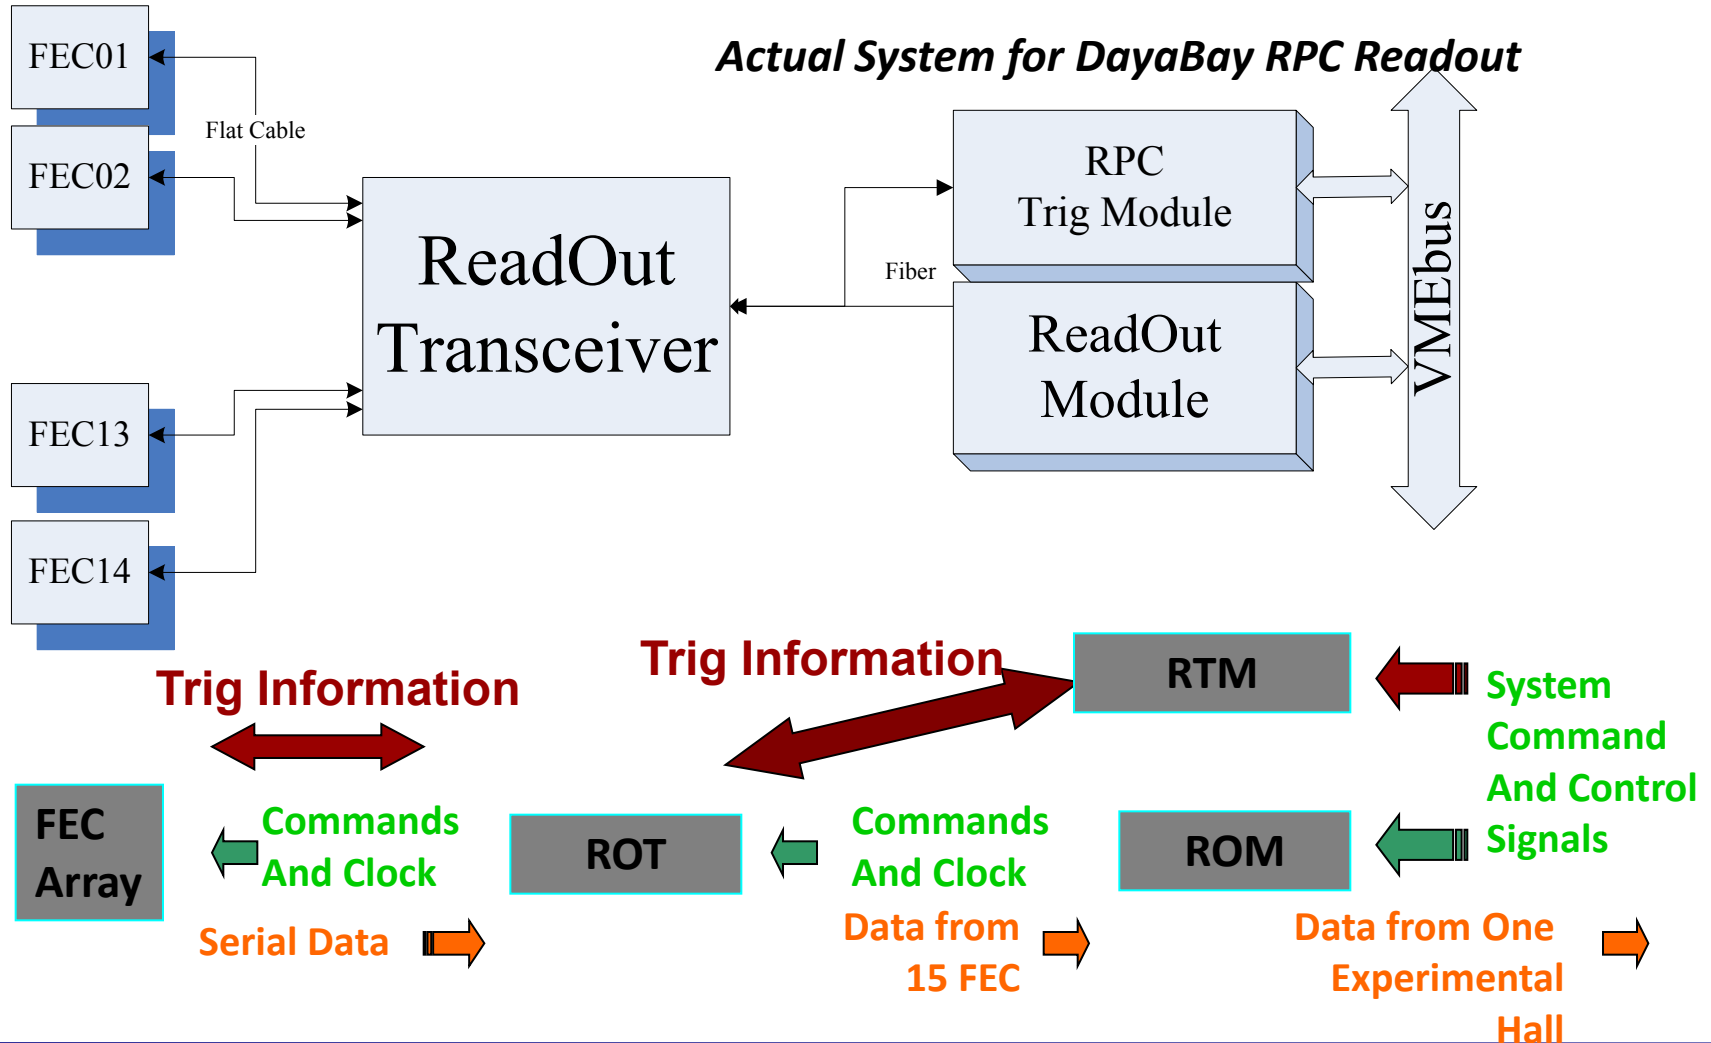 Actual System for DayaBay RPC Readout
FEC01
Flat Cable
FEC02
FEC13
FEC14
ReadOut
Transceiver
Fiber
RPC
Trig Module
ReadOut
Module
VMEbus
Trig Information
Trig Information
RTM
System
Command
And Control
Signals
FEC
Array
Commands
And Clock
ROT
Commands
And Clock
ROM
Serial Data
Data from
15 FEC
Data from One
Experimental
Hall